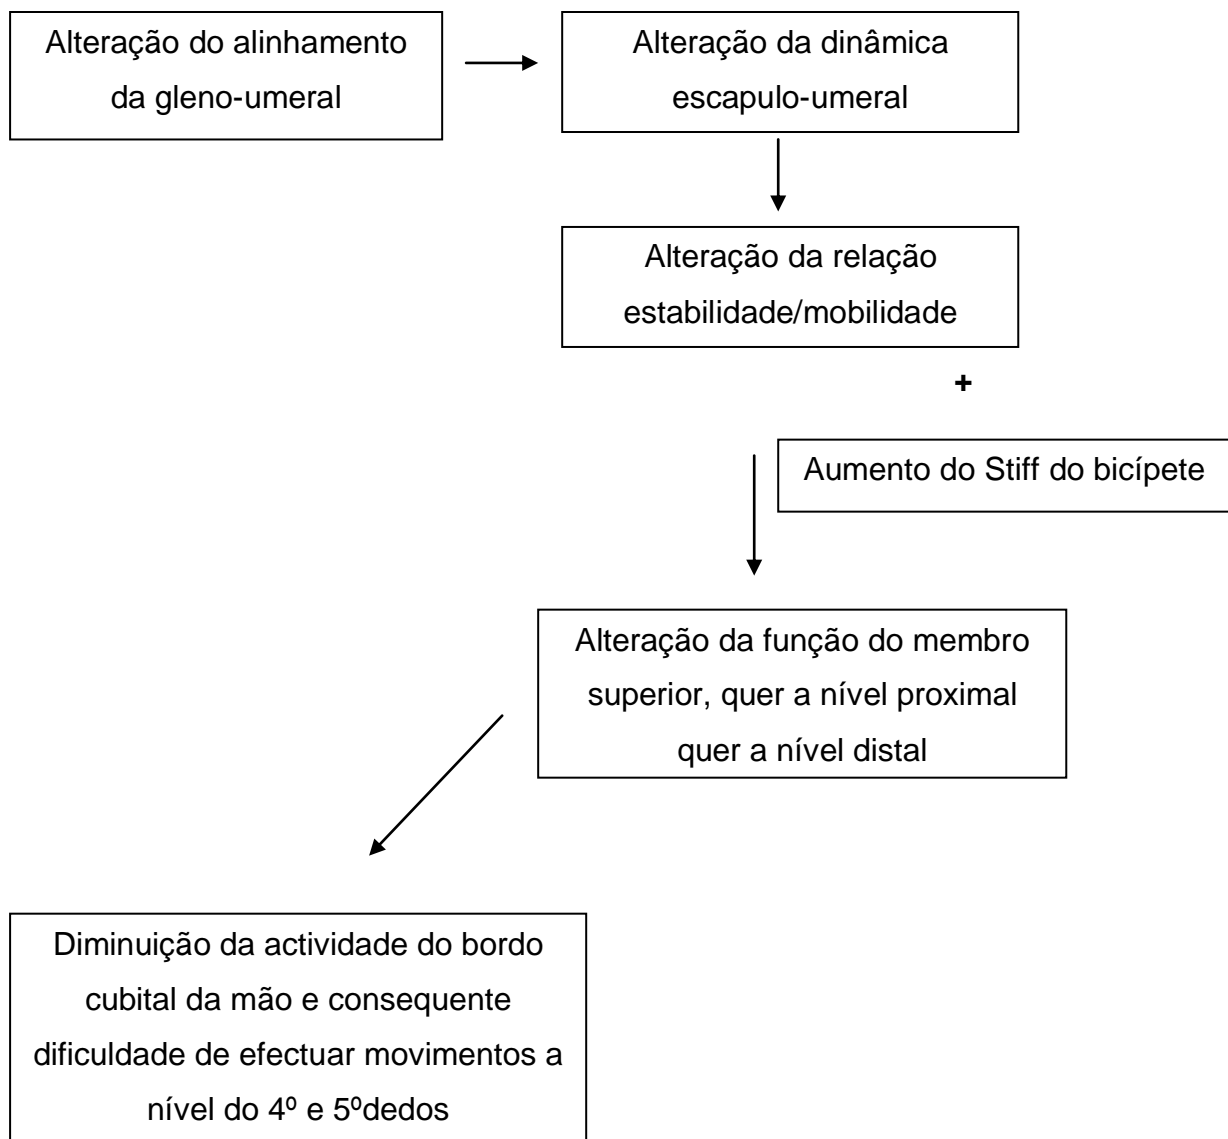 Alteração do alinhamento
da gleno-umeral
Alteração da dinâmica
escapulo-umeral
Alteração da relação
estabilidade/mobilidade
+
Aumento do Stiff do bicípete
Alteração da função do membro
superior, quer a nível proximal
quer a nível distal
Diminuição da actividade do bordo
cubital da mão e consequente
dificuldade de efectuar movimentos a
nível do 4º e 5ºdedos